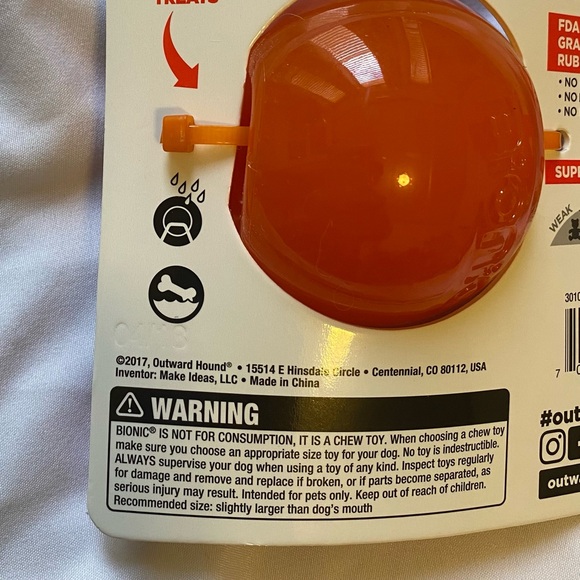 TREATS
FDA
GRA
RUB
• NO
• NO
• NO
SUPE
WEAK
3010
7
©2017, Outward Hound® • 15514 E Hinsdale Circle • Centennial, CO 80112, USA
Inventor: Make Ideas, LLC • Made in China
WARNING
BIONIC® IS NOT FOR CONSUMPTION, IT IS A CHEW TOY. When choosing a chew toy
make sure you choose an appropriate size toy for your dog. No toy is indestructible.
ALWAYS supervise your dog when using a toy of any kind. Inspect toys regularly
for damage and remove and replace if broken, or if parts become separated, as
serious injury may result. Intended for pets only. Keep out of reach of children.
Recommended size: slightly larger than dog's mouth
#out
outwa